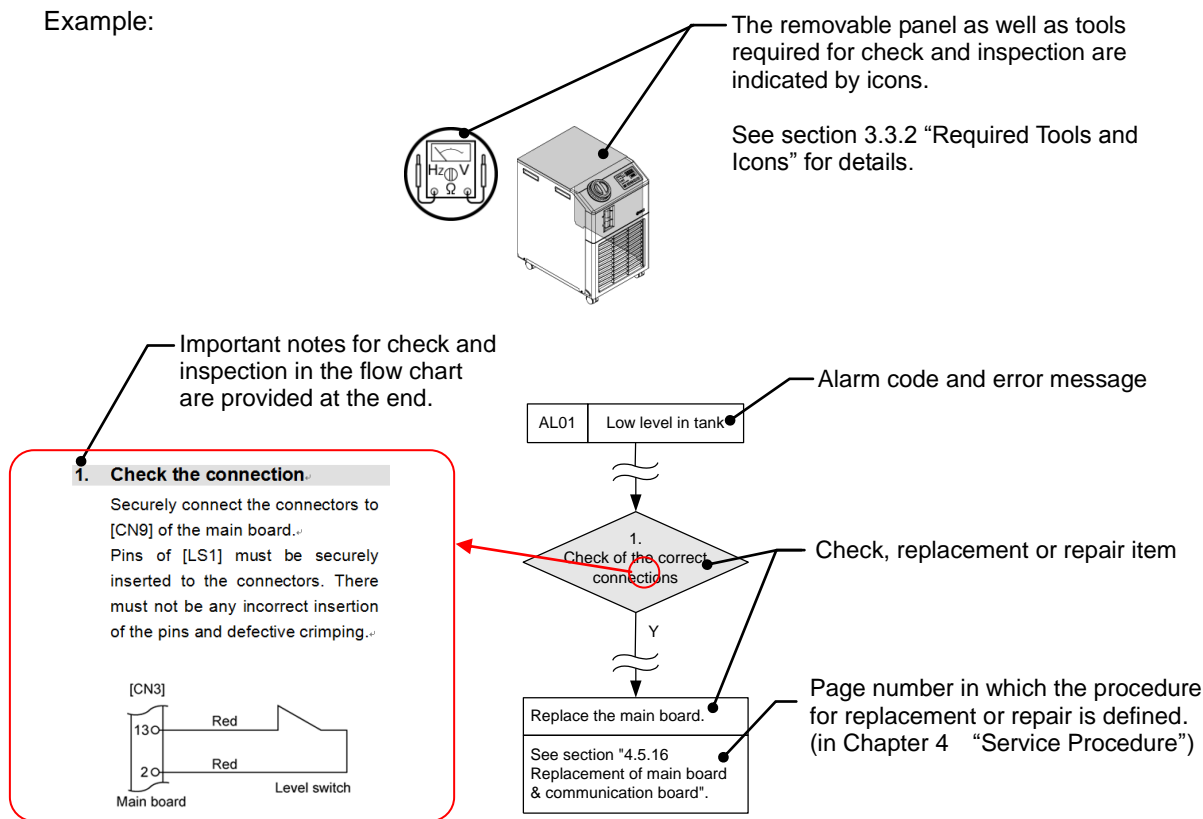 Example:
The removable panel as well as tools
required for check and inspection are
indicated by icons.
See section 3.3.2 “Required Tools and
Icons” for details.
Hz V
Ω
Important notes for check and
inspection in the flow chart
are provided at the end.
Alarm code and error message
AL01 Low level in tank
1. Check the connection
Securely connect the connectors to
[CN9] of the main board.
Pins of [LS1] must be securely
inserted to the connectors. There
must not be any incorrect insertion
of the pins and defective crimping.
1.
Check of the correct
connections
Check, replacement or repair item
Y
[CN3]
13 Red
2 Red
Main board
Level switch
Replace the main board.
See section "4.5.16
Replacement of main board
& communication board".
Page number in which the procedure
for replacement or repair is defined.
(in Chapter 4 “Service Procedure”)